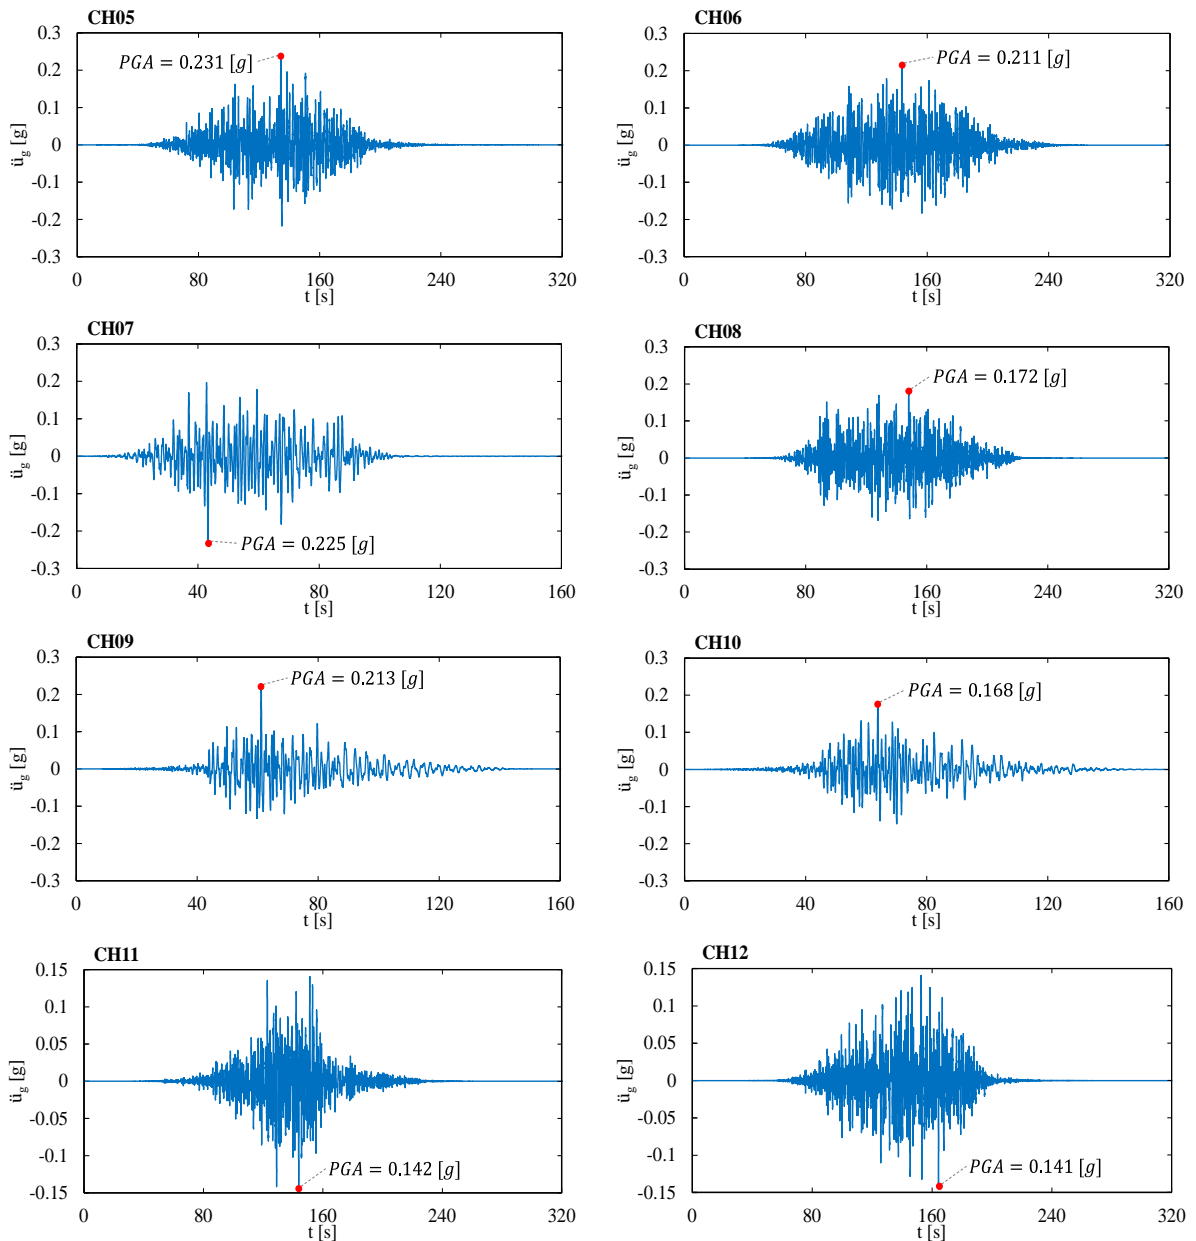 CH05
0.3
0.2
0.1
0
-0.1
-0.2
-0.3
ü_g [g]
PGA = 0.231 [g]
0 80 160 240 320
t [s]
CH06
0.3
0.2
0.1
0
-0.1
-0.2
-0.3
ü_g [g]
PGA = 0.211 [g]
0 80 160 240 320
t [s]
CH07
0.3
0.2
0.1
0
-0.1
-0.2
-0.3
ü_g [g]
PGA = 0.225 [g]
0 40 80 120 160
t [s]
CH08
0.3
0.2
0.1
0
-0.1
-0.2
-0.3
ü_g [g]
PGA = 0.172 [g]
0 80 160 240 320
t [s]
CH09
0.3
0.2
0.1
0
-0.1
-0.2
-0.3
ü_g [g]
PGA = 0.213 [g]
0 40 80 120 160
t [s]
CH10
0.3
0.2
0.1
0
-0.1
-0.2
-0.3
ü_g [g]
PGA = 0.168 [g]
0 40 80 120 160
t [s]
CH11
0.15
0.1
0.05
0
-0.05
-0.1
-0.15
ü_g [g]
PGA = 0.142 [g]
0 80 160 240 320
t [s]
CH12
0.15
0.1
0.05
0
-0.05
-0.1
-0.15
ü_g [g]
PGA = 0.141 [g]
0 80 160 240 320
t [s]